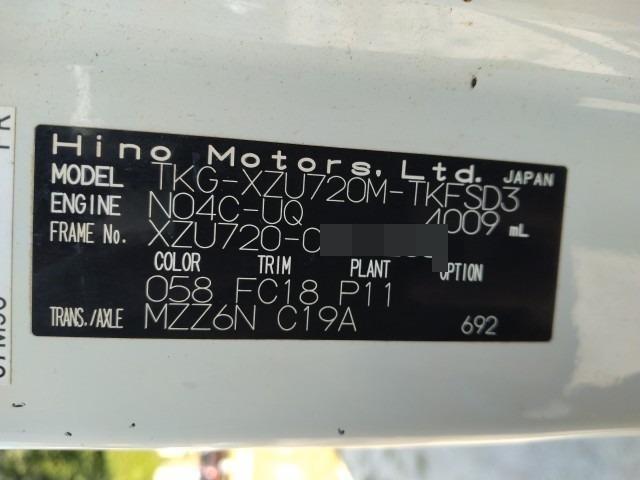 Hino Motors, Ltd. JAPAN
MODEL TKG-XZU720M-TKFSD3
ENGINE N04C-UQ 4009 mL
FRAME No. XZU720-0
COLOR TRIM PLANT OPTION
058 FC18 P11
TRANS./AXLE MZZ6N C19A 692